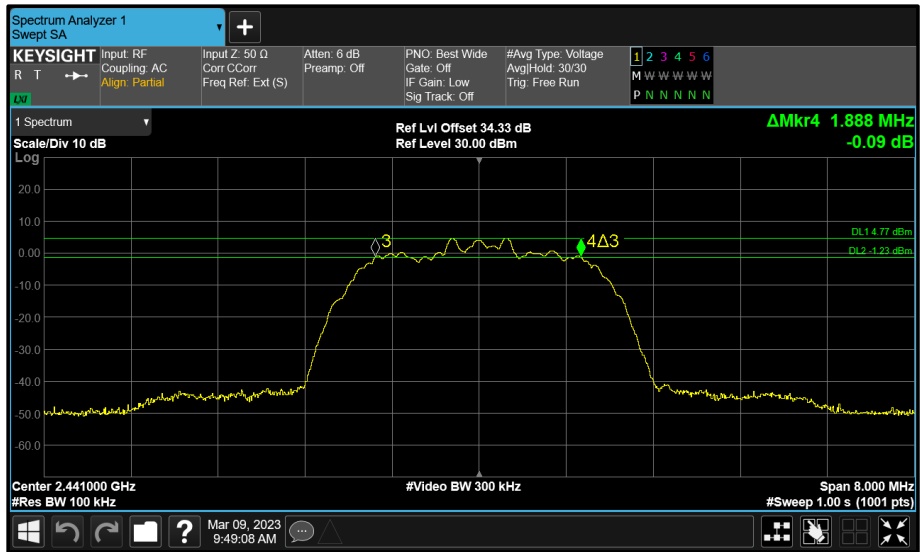 Spectrum Analyzer 1
Swept SA
KEYSIGHT
R T
LXI
Input: RF
Coupling: AC
Align: Partial
Input Z: 50 Ω
Corr CCorr
Freq Ref: Ext (S)
Atten: 6 dB
Preamp: Off
PNO: Best Wide
Gate: Off
IF Gain: Low
Sig Track: Off
#Avg Type: Voltage
Avg|Hold: 30/30
Trig: Free Run
1 2 3 4 5 6
M W W W W W
P N N N N N
1 Spectrum
Scale/Div 10 dB
Ref Lvl Offset 34.33 dB
Ref Level 30.00 dBm
ΔMkr4 1.888 MHz
-0.09 dB
Log
20.0
10.0
0.00
-10.0
-20.0
-30.0
-40.0
-50.0
-60.0
3
4Δ3
DL1 4.77 dBm
DL2 -1.23 dBm
Center 2.441000 GHz
#Video BW 300 kHz
Span 8.000 MHz
#Res BW 100 kHz
#Sweep 1.00 s (1001 pts)
?
Mar 09, 2023
9:49:08 AM